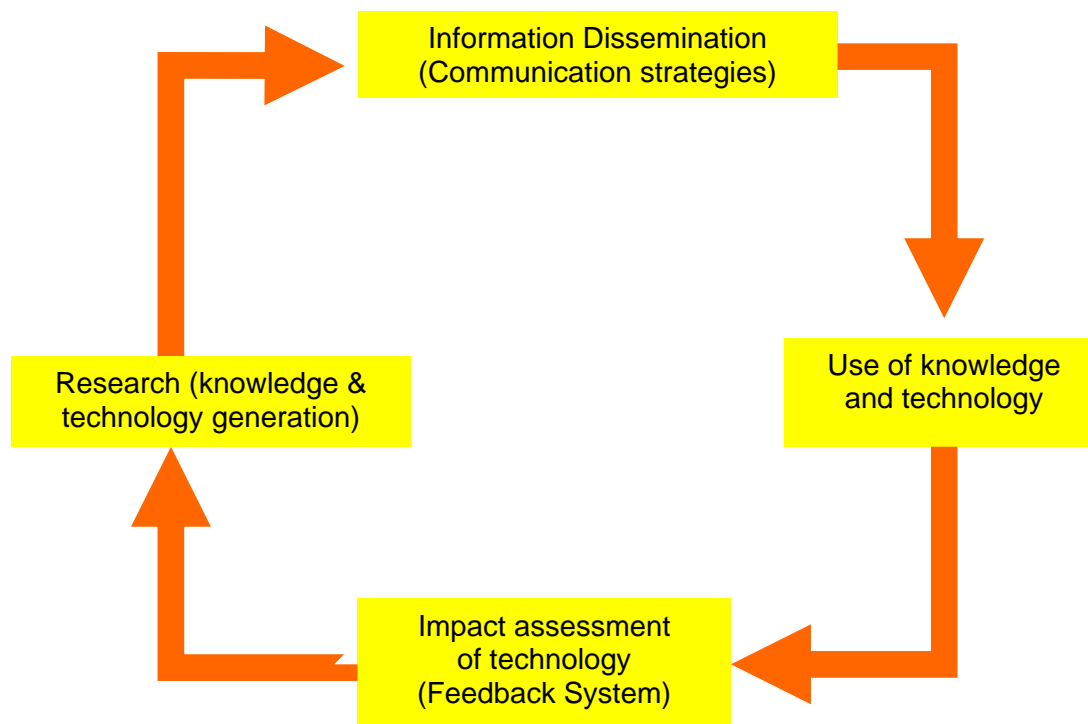 Information Dissemination
(Communication strategies)
Research (knowledge &
technology generation)
Use of knowledge
and technology
Impact assessment
of technology
(Feedback System)